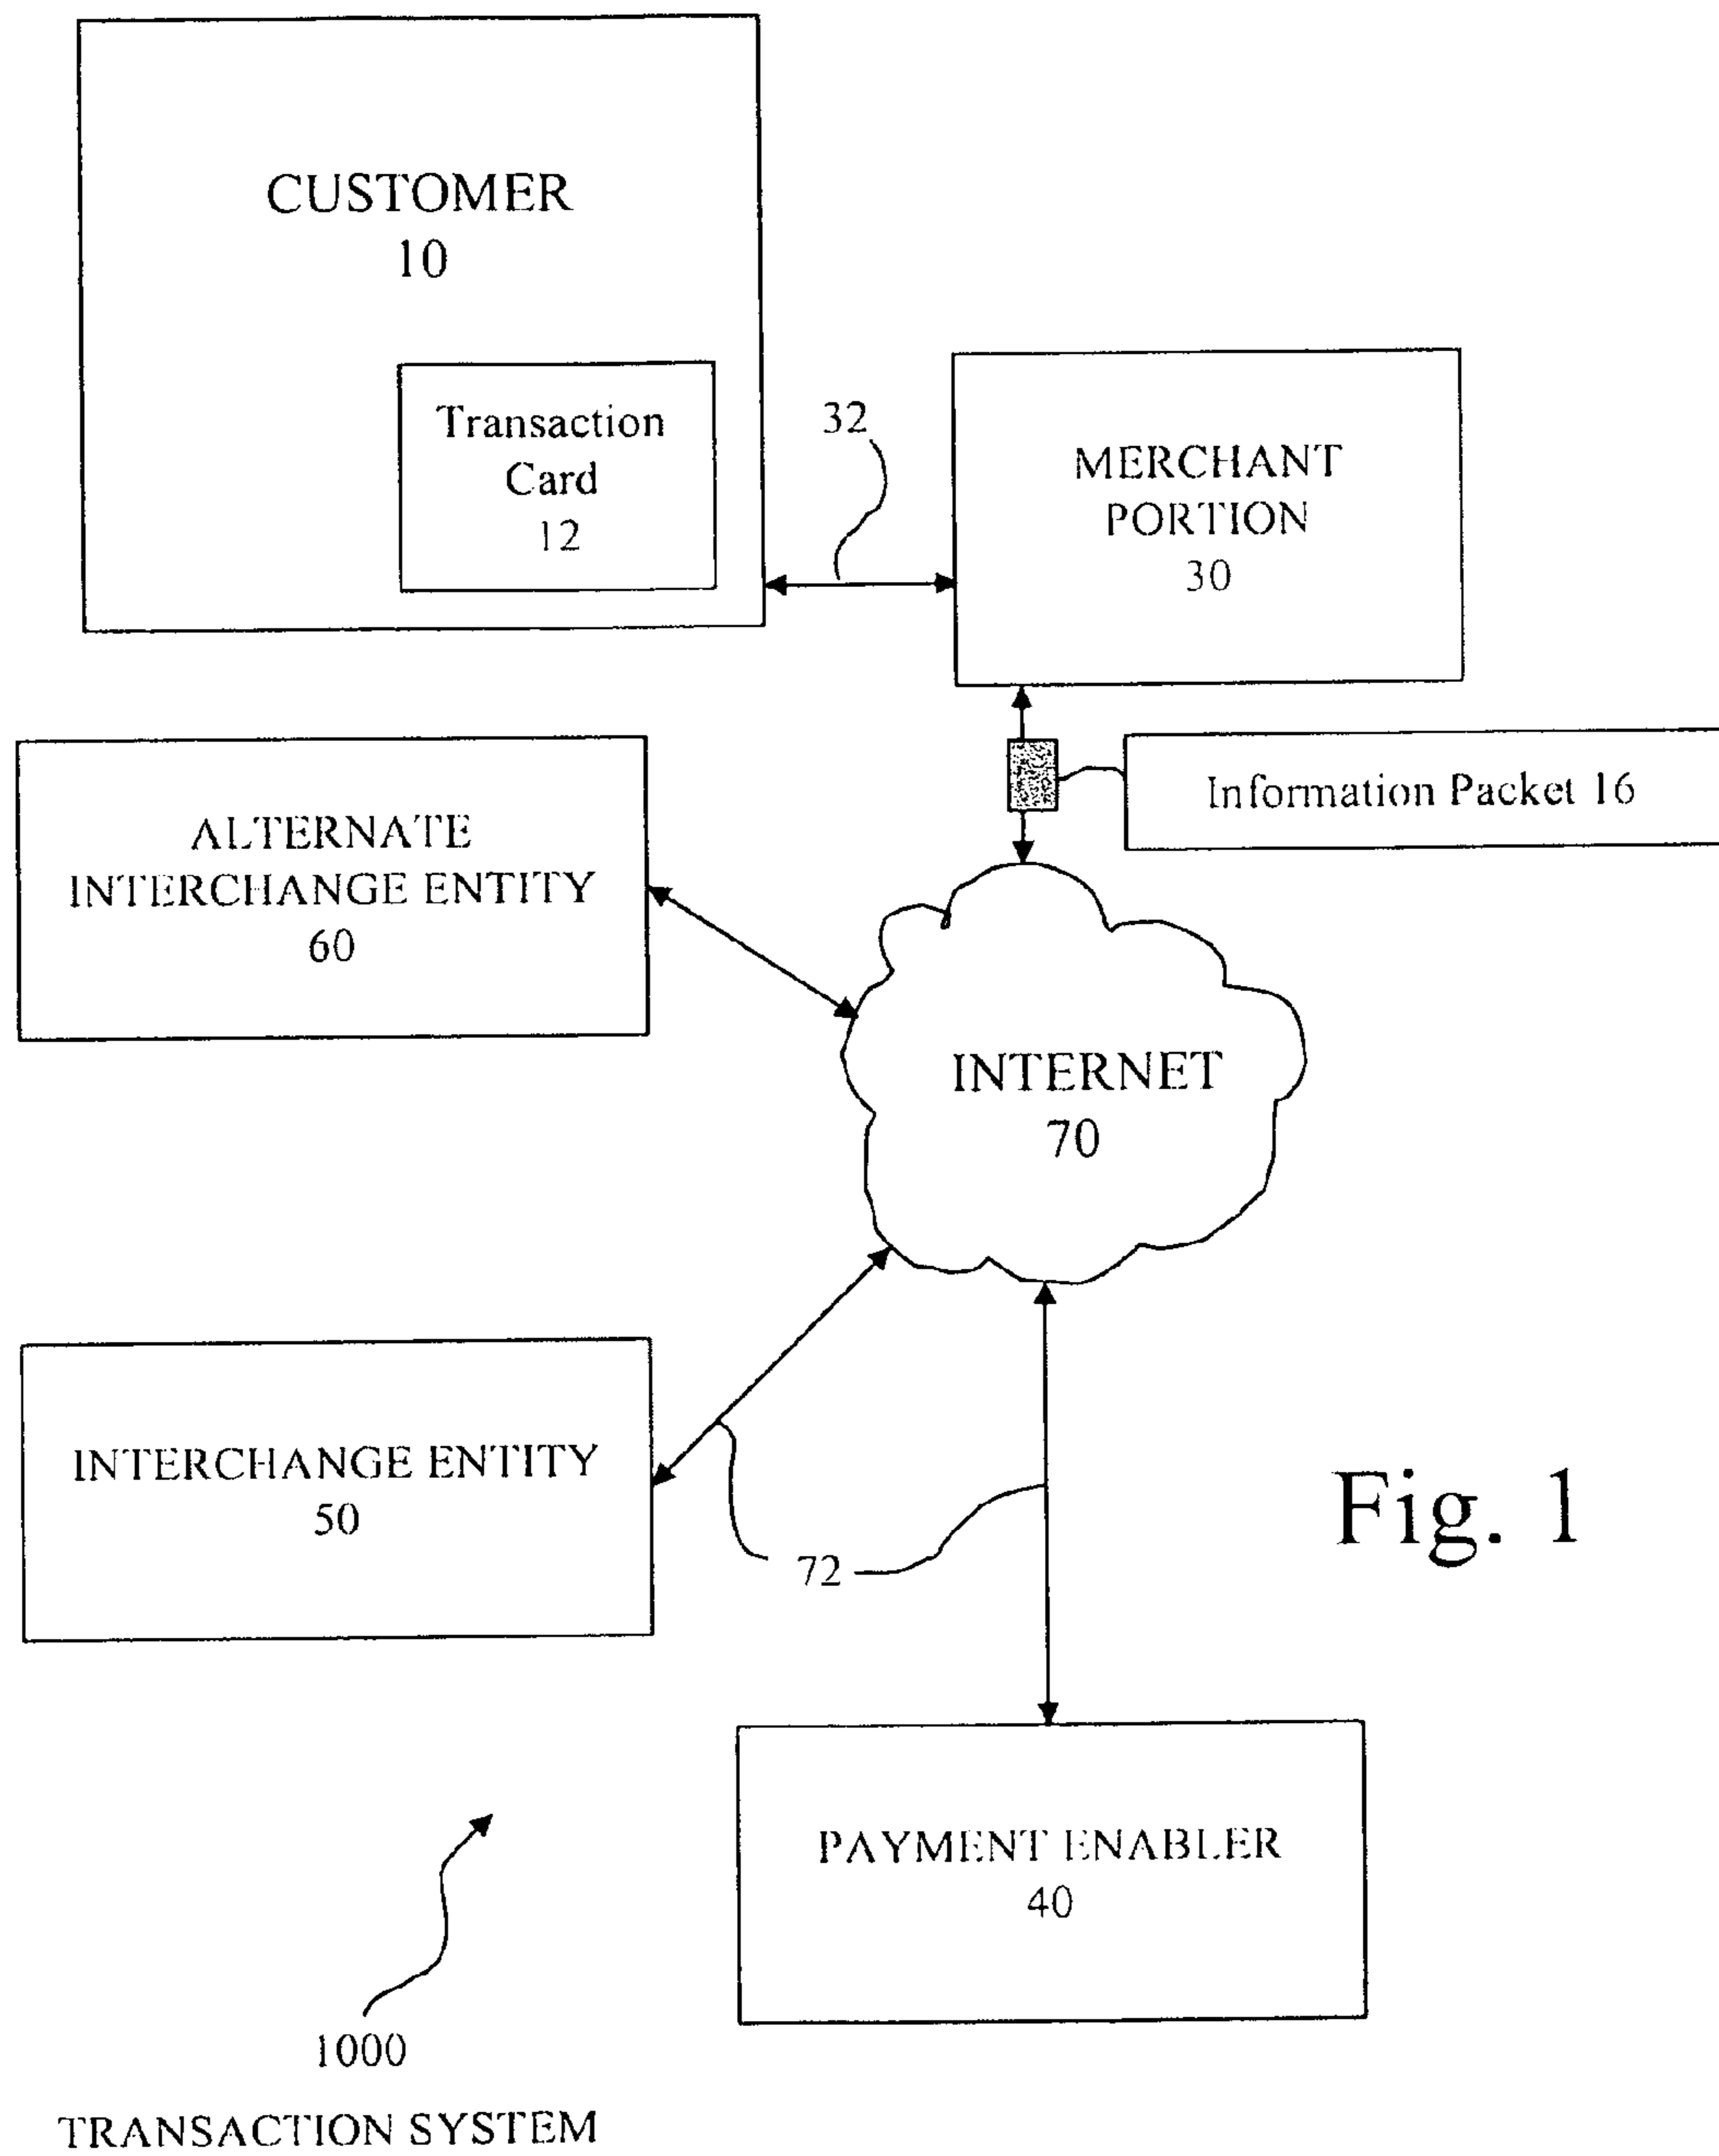 CUSTOMER
10
Transaction
Card
12
32
MERCHANT
PORTION
30
Information Packet 16
ALTERNATE
INTERCHANGE ENTITY
60
INTERNET
70
INTERCHANGE ENTITY
50
72
Fig. 1
PAYMENT ENABLER
40
1000
TRANSACTION SYSTEM